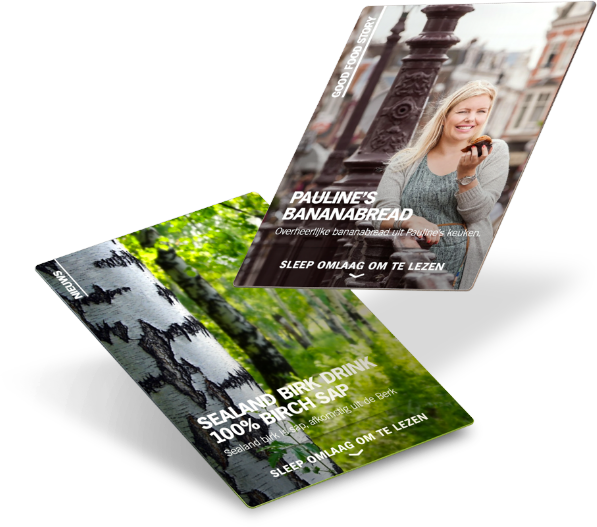 GOOD FOOD STORY
PAULINE'S
BANANABREAD
Overheerlijke bananabread uit Pauline's keuken.
SLEEP OMLAAG OM TE LEZEN
NIEUWS
SEALAND BIRK DRINK
100% BIRCH SAP
Sealand birk is sap, afkomstig uit de Berk
SLEEP OMLAAG OM TE LEZEN